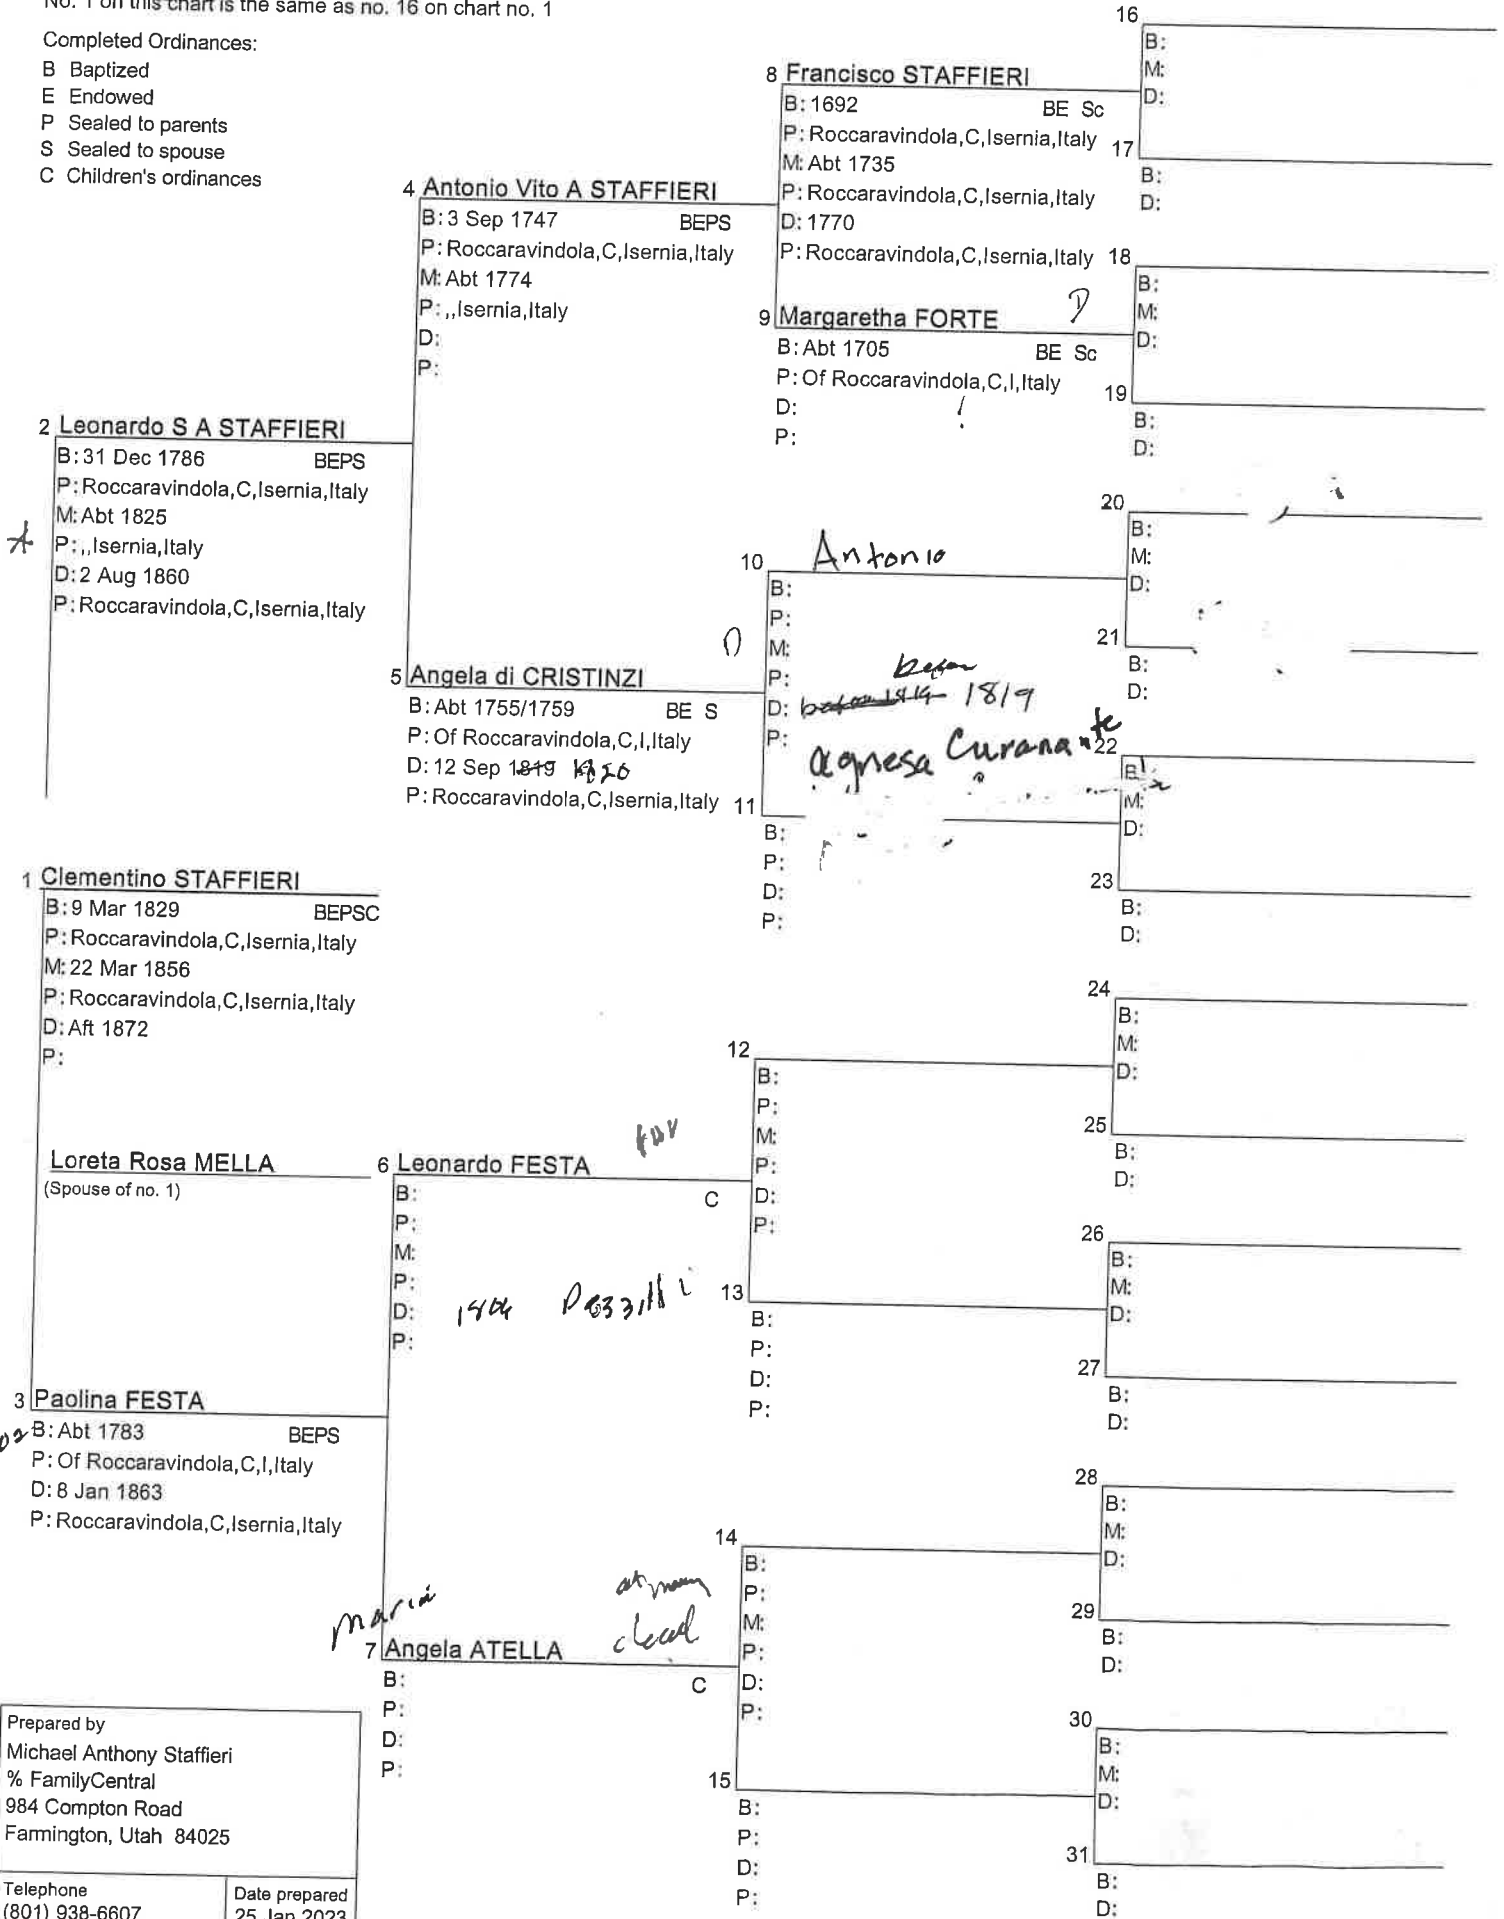 No. 1 on this chart is the same as no. 16 on chart no. 1
Completed Ordinances:
B Baptized
E Endowed
P Sealed to parents
S Sealed to spouse
C Children's ordinances
16
B:
M:
D:
8 Francisco STAFFIERI
B: 1692 BE Sc
P: Roccaravindola,C,Isernia,Italy
M: Abt 1735
P: Roccaravindola,C,Isernia,Italy
D: 1770
P: Roccaravindola,C,Isernia,Italy
17
B:
D:
4 Antonio Vito A STAFFIERI
B: 3 Sep 1747 BEPS
P: Roccaravindola,C,Isernia,Italy
M: Abt 1774
P: ,,Isernia,Italy
D:
P:
18
B:
M:
D:
9 Margaretha FORTE
B: Abt 1705 BE Sc
P: Of Roccaravindola,C,I,Italy
D:
P:
19
B:
D:
2 Leonardo S A STAFFIERI
B: 31 Dec 1786 BEPS
P: Roccaravindola,C,Isernia,Italy
M: Abt 1825
P: ,,Isernia,Italy
D: 2 Aug 1860
P: Roccaravindola,C,Isernia,Italy
20
B:
M:
D:
10 Antonio
B:
P:
M:
P:
D: 1819
P:
21
B:
D:
5 Angela di CRISTINZI
B: Abt 1755/1759 BE S
P: Of Roccaravindola,C,I,Italy
D: 12 Sep 1819 1820
P: Roccaravindola,C,Isernia,Italy
agnesa Curanante
22
B:
M:
D:
11
B:
P:
D:
P:
23
B:
D:
1 Clementino STAFFIERI
B: 9 Mar 1829 BEPSC
P: Roccaravindola,C,Isernia,Italy
M: 22 Mar 1856
P: Roccaravindola,C,Isernia,Italy
D: Aft 1872
P:
Loreta Rosa MELLA
(Spouse of no. 1)
24
B:
M:
D:
12
B:
P:
M:
P:
D:
P:
25
B:
D:
6 Leonardo FESTA
C
B:
P:
M:
P:
D:
P:
26
B:
M:
D:
13
B:
P:
D:
P:
27
B:
D:
3 Paolina FESTA
B: Abt 1783 BEPS
P: Of Roccaravindola,C,I,Italy
D: 8 Jan 1863
P: Roccaravindola,C,Isernia,Italy
28
B:
M:
D:
14
B:
P:
M:
P:
D:
P:
29
B:
D:
maria
dead
7 Angela ATELLA
C
B:
P:
D:
P:
30
B:
M:
D:
15
B:
P:
D:
P:
31
B:
D:
Prepared by
Michael Anthony Staffieri
% FamilyCentral
984 Compton Road
Farmington, Utah 84025
Telephone
(801) 938-6607
Date prepared
25 Jan 2023